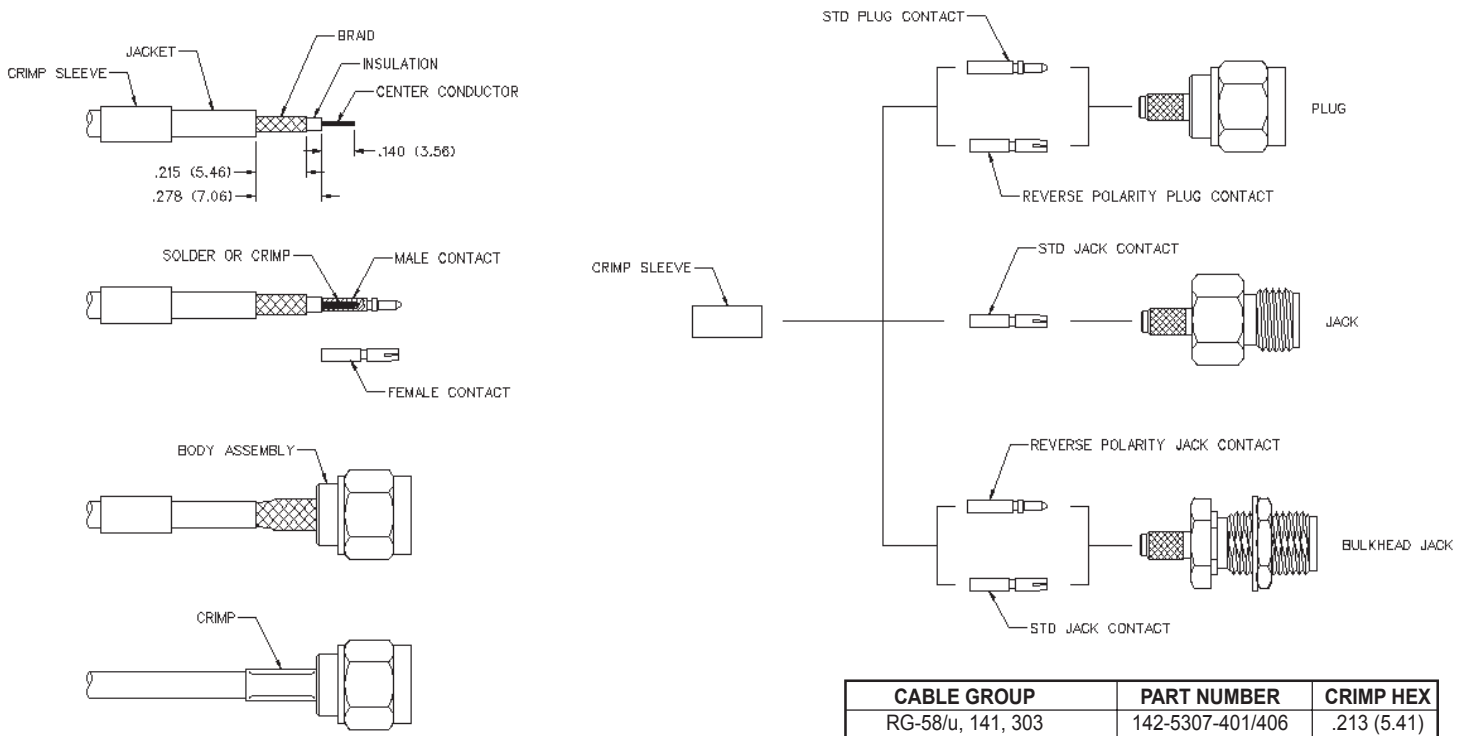 CRIMP SLEEVE
JACKET
BRAID
INSULATION
CENTER CONDUCTOR
.140 (3.56)
.215 (5.46)
.278 (7.06)
SOLDER OR CRIMP
MALE CONTACT
FEMALE CONTACT
BODY ASSEMBLY
CRIMP
STD PLUG CONTACT
PLUG
REVERSE POLARITY PLUG CONTACT
CRIMP SLEEVE
STD JACK CONTACT
JACK
REVERSE POLARITY JACK CONTACT
BULKHEAD JACK
STD JACK CONTACT
CABLE GROUP PART NUMBER CRIMP HEX
RG-58/u, 141, 303 142-5307-401/406 .213 (5.41)